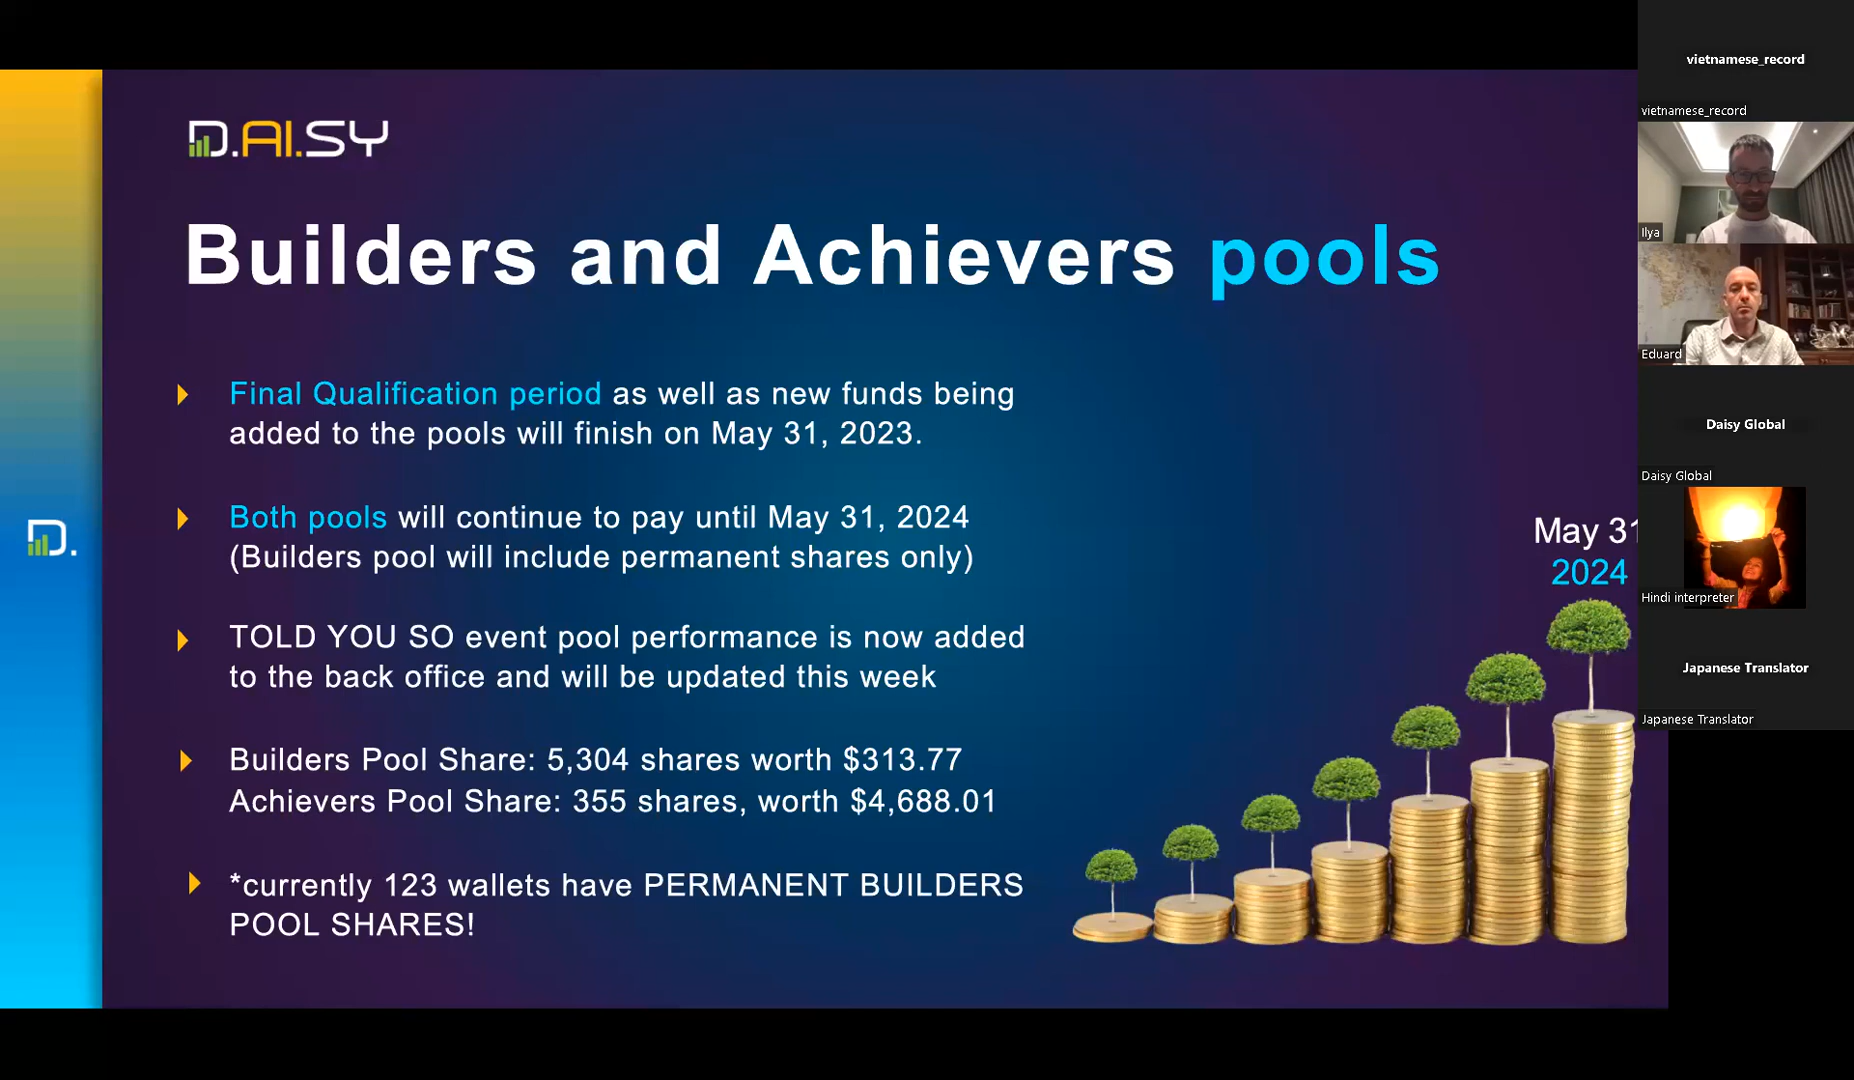 D.AI.SY
Builders and Achievers pools
Final Qualification period as well as new funds being
added to the pools will finish on May 31, 2023.
Both pools will continue to pay until May 31, 2024
(Builders pool will include permanent shares only)
TOLD YOU SO event pool performance is now added
to the back office and will be updated this week
Builders Pool Share: 5,304 shares worth $313.77
Achievers Pool Share: 355 shares, worth $4,688.01
*currently 123 wallets have PERMANENT BUILDERS
POOL SHARES!
D.
May 31
2024
vietnamese_record
vietnamese_record
Ilya
Eduard
Daisy Global
Daisy Global
Hindi interpreter
Japanese Translator
Japanese Translator